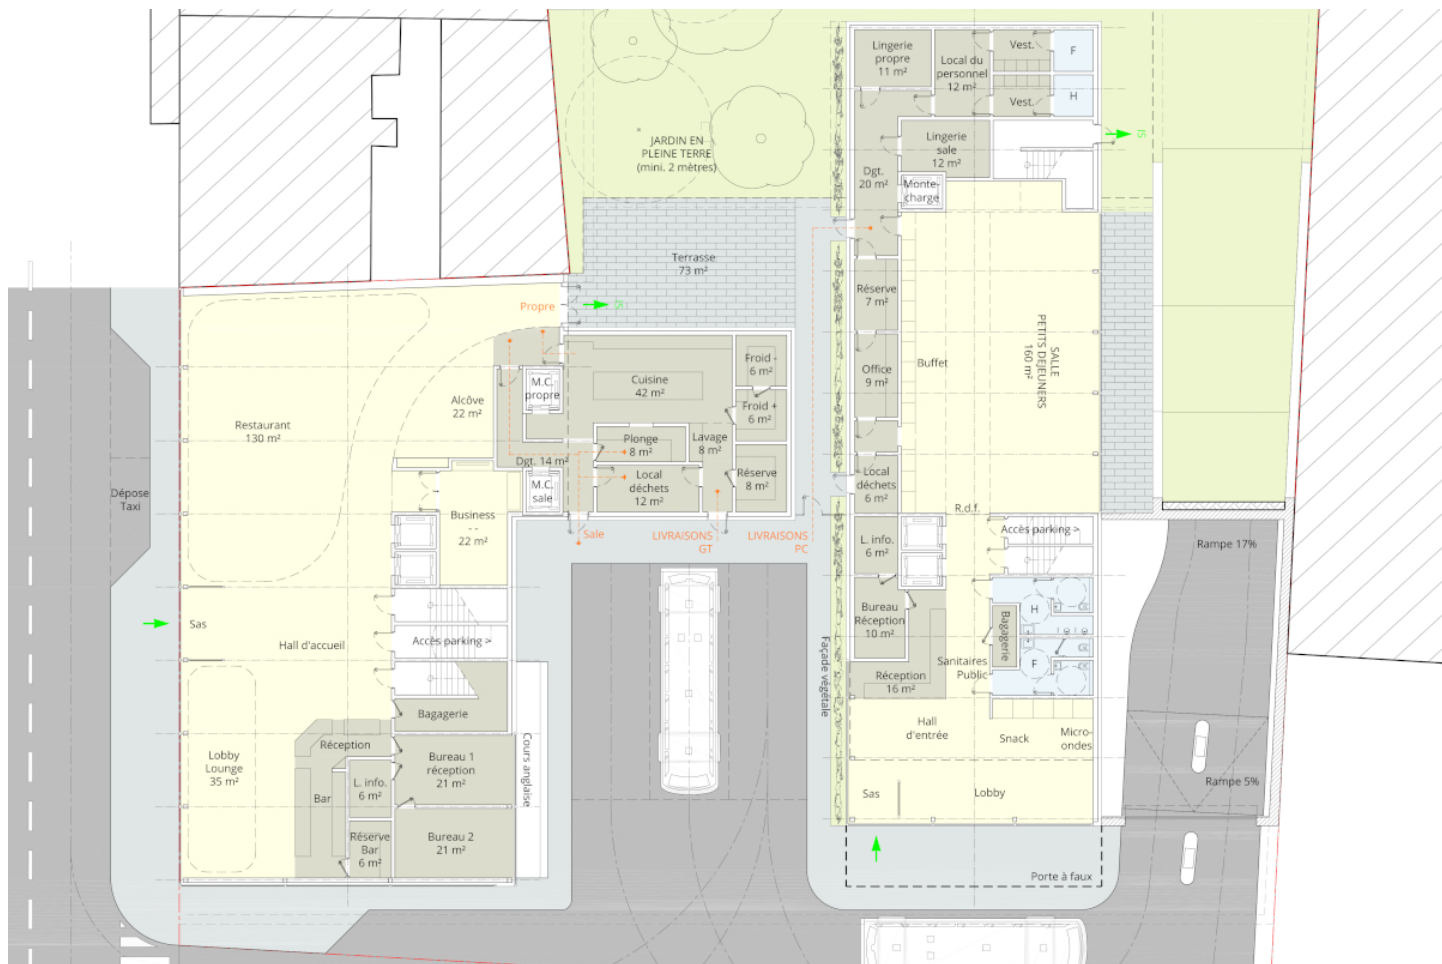 Lingerie
propre
11 m²
Local du
personnel
12 m²
Vest.
F
Vest.
H
JARDIN EN
PLEINE TERRE
(mini. 2 mètres)
Lingerie
sale
12 m²
IS
Dgt.
20 m²
Monte-
charge
Terrasse
73 m²
Propre
IS
Réserve
7 m²
SALLE
PETITS DEJEUNERS
160 m²
Buffet
Office
9 m²
Froid -
6 m²
Cuisine
42 m²
M.C.
propre
Froid +
6 m²
Alcôve
22 m²
Restaurant
130 m²
Plonge
8 m²
Lavage
8 m²
Dgt. 14 m²
Local
déchets
12 m²
Réserve
8 m²
M.C.
sale
Local
déchets
6 m²
Dépose
Taxi
Business
- -
22 m²
R.d.f.
Sale
LIVRAISONS
GT
LIVRAISONS
PC
L. info.
6 m²
Accès parking >
Rampe 17%
Bureau
Réception
10 m²
H
Bagagerie
Sas
Hall d'accueil
Accès parking >
Façade végétale
F
Sanitaires
Public
Réception
16 m²
Bagagerie
Hall
d'entrée
Snack
Micro-
ondes
Réception
Lobby
Lounge
35 m²
Bureau 1
réception
21 m²
Cours anglaise
L. info.
6 m²
Bar
Rampe 5%
Sas
Lobby
Réserve
Bar
6 m²
Bureau 2
21 m²
Porte à faux